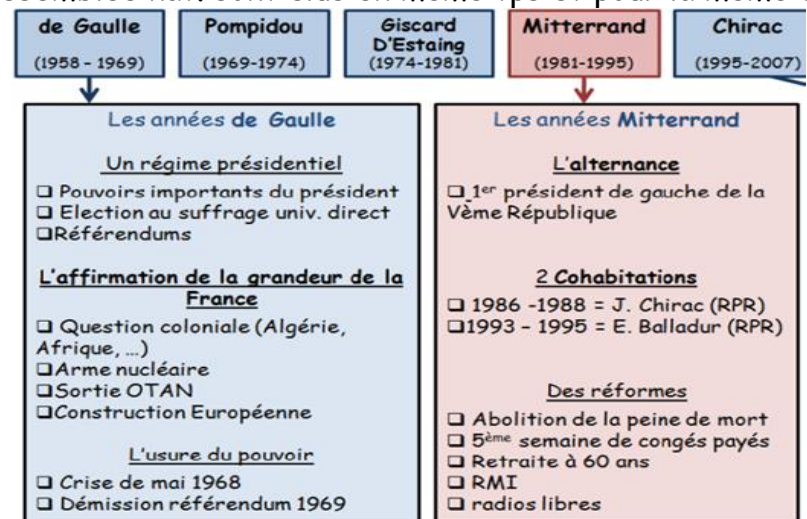 de Gaulle
(1958 - 1969)
Pompidou
(1969-1974)
Giscard
D'Estaing
(1974-1981)
Mitterrand
(1981-1995)
Chirac
(1995-2007)
Les années de Gaulle
Un régime présidentiel
❑ Pouvoirs importants du président
❑ Election au suffrage univ. direct
❑Référendums
L'affirmation de la grandeur de la
France
❑ Question coloniale (Algérie,
Afrique, …)
❑Arme nucléaire
❑Sortie OTAN
❑Construction Européenne
L'usure du pouvoir
❑ Crise de mai 1968
❑ Démission référendum 1969
Les années Mitterrand
L'alternance
❑ 1er président de gauche de la
Vème République
2 Cohabitations
❑ 1986 -1988 = J. Chirac (RPR)
❑1993 - 1995 = E. Balladur (RPR)
Des réformes
❑ Abolition de la peine de mort
❑ 5ème semaine de congés payés
❑ Retraite à 60 ans
❑ RMI
❑ radios libres